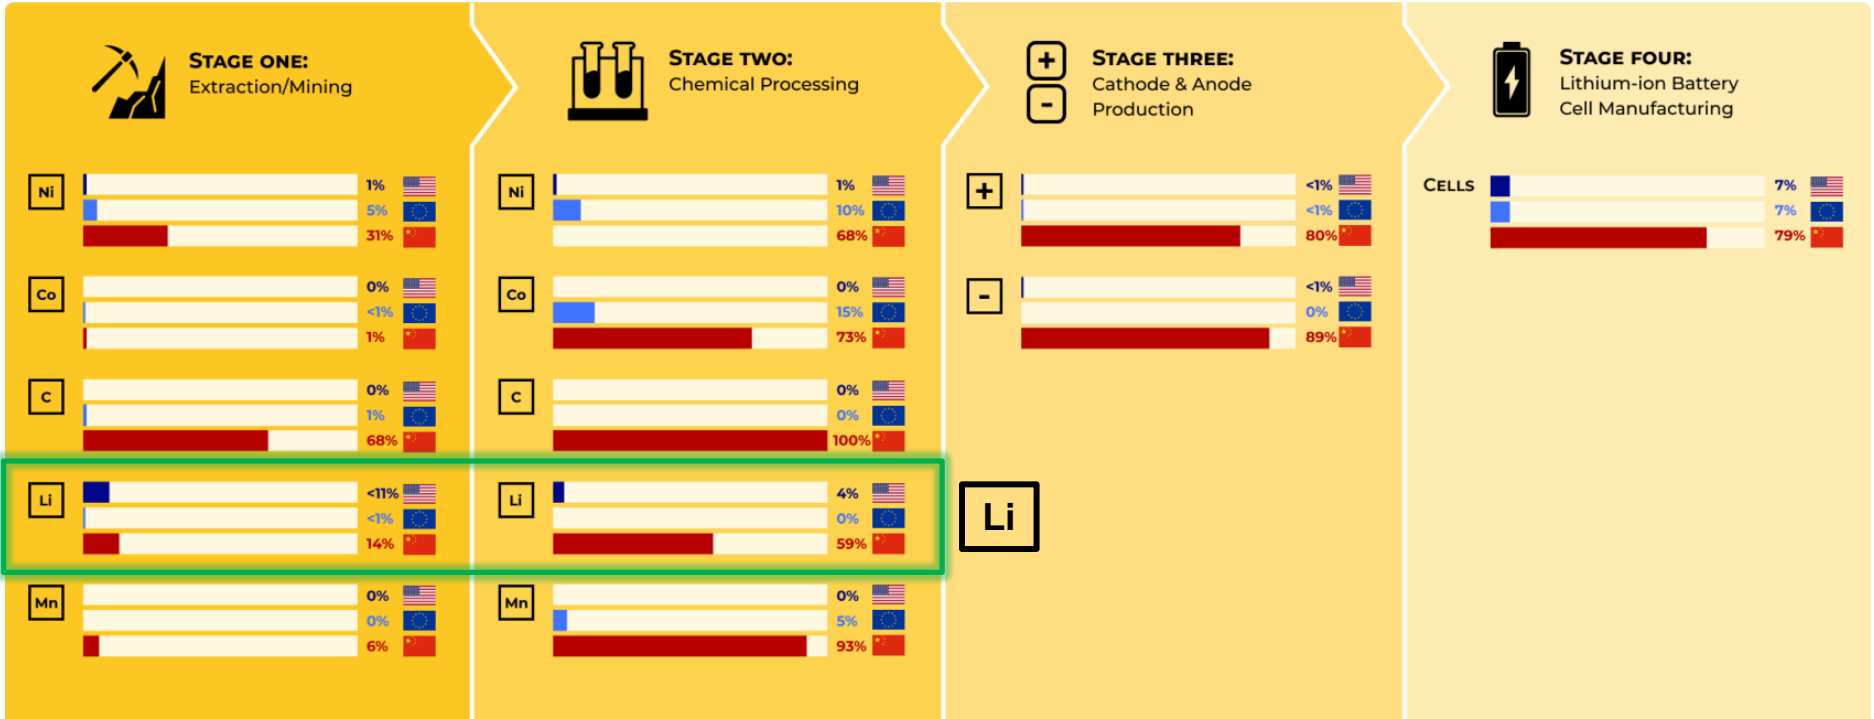 STAGE ONE:
Extraction/Mining
STAGE TWO:
Chemical Processing
STAGE THREE:
Cathode & Anode
Production
STAGE FOUR:
Lithium-ion Battery
Cell Manufacturing
Ni
1%
5%
31%
Co
0%
<1%
1%
C
0%
1%
68%
Li
<11%
<1%
14%
Mn
0%
0%
6%
Ni
1%
10%
68%
Co
0%
15%
73%
C
0%
0%
100%
Li
4%
0%
59%
Mn
0%
5%
93%
+
<1%
<1%
80%
-
<1%
0%
89%
Li
CELLS
7%
7%
79%